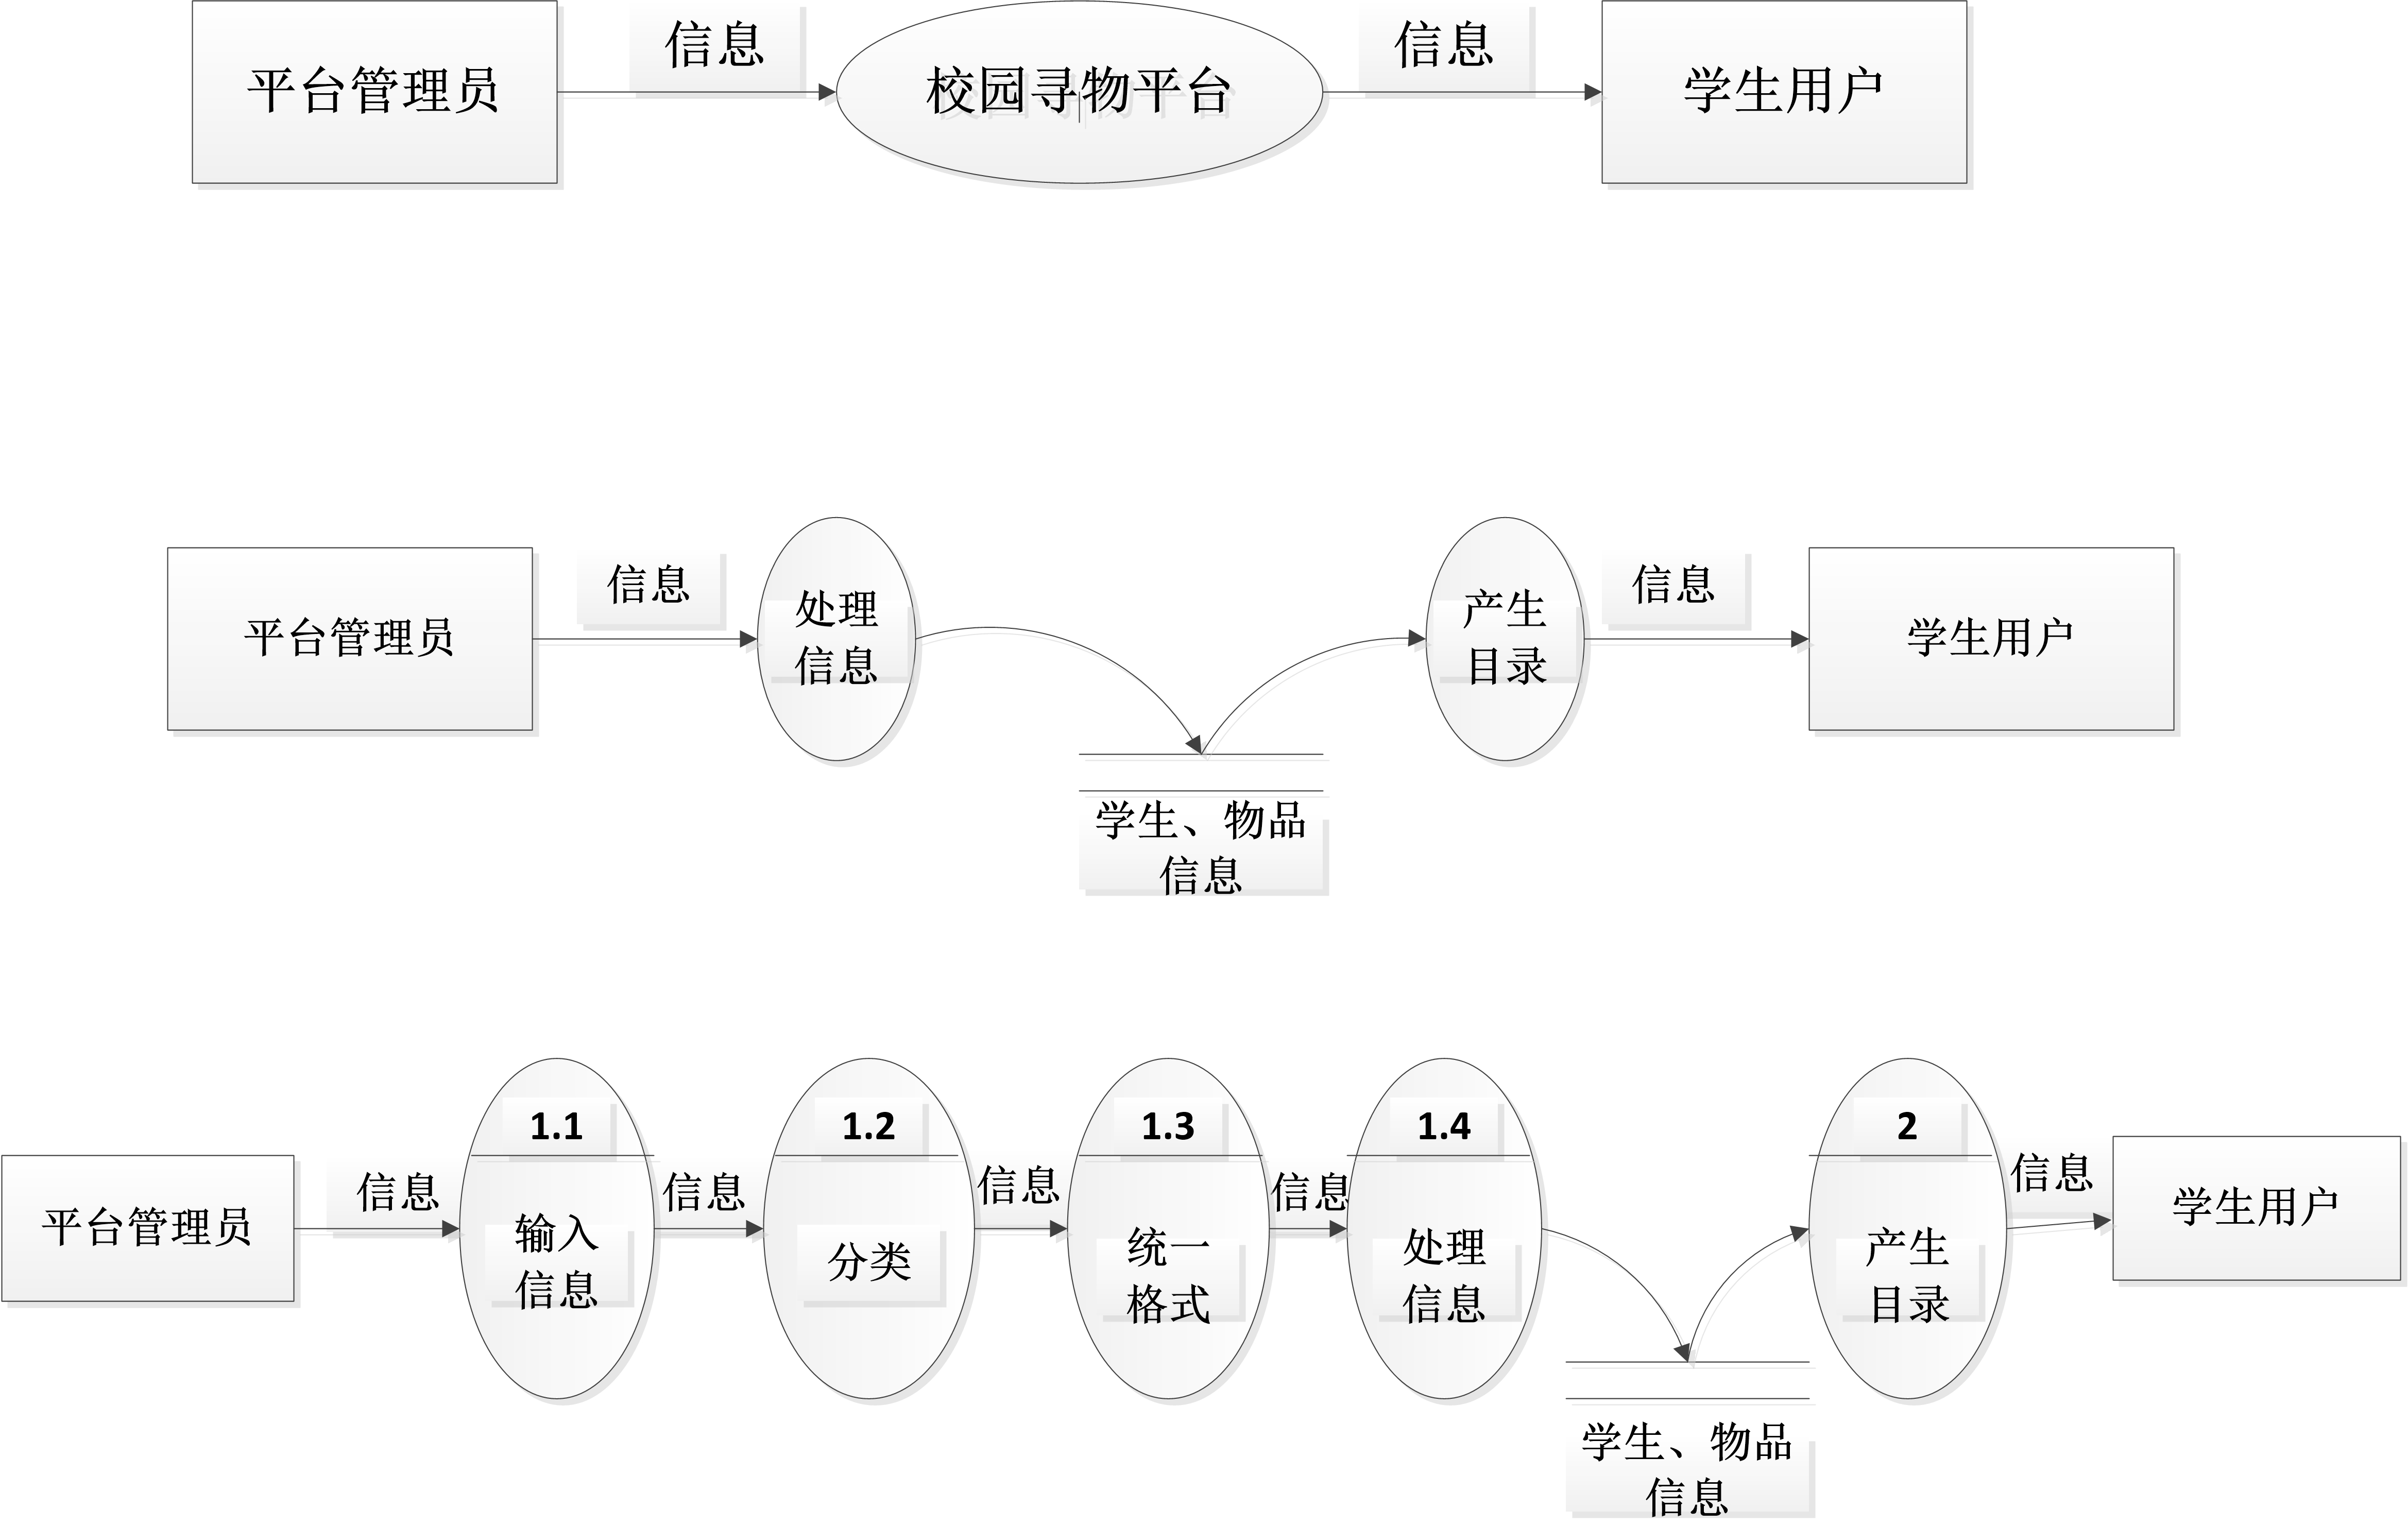 平台管理员
信息
校园寻物平台
信息
学生用户
平台管理员
信息
处理
信息
产生
目录
信息
学生用户
学生、物品
信息
平台管理员
信息
1.1
输入
信息
信息
1.2
分类
信息
1.3
统一
格式
信息
1.4
处理
信息
2
产生
目录
信息
学生用户
学生、物品
信息